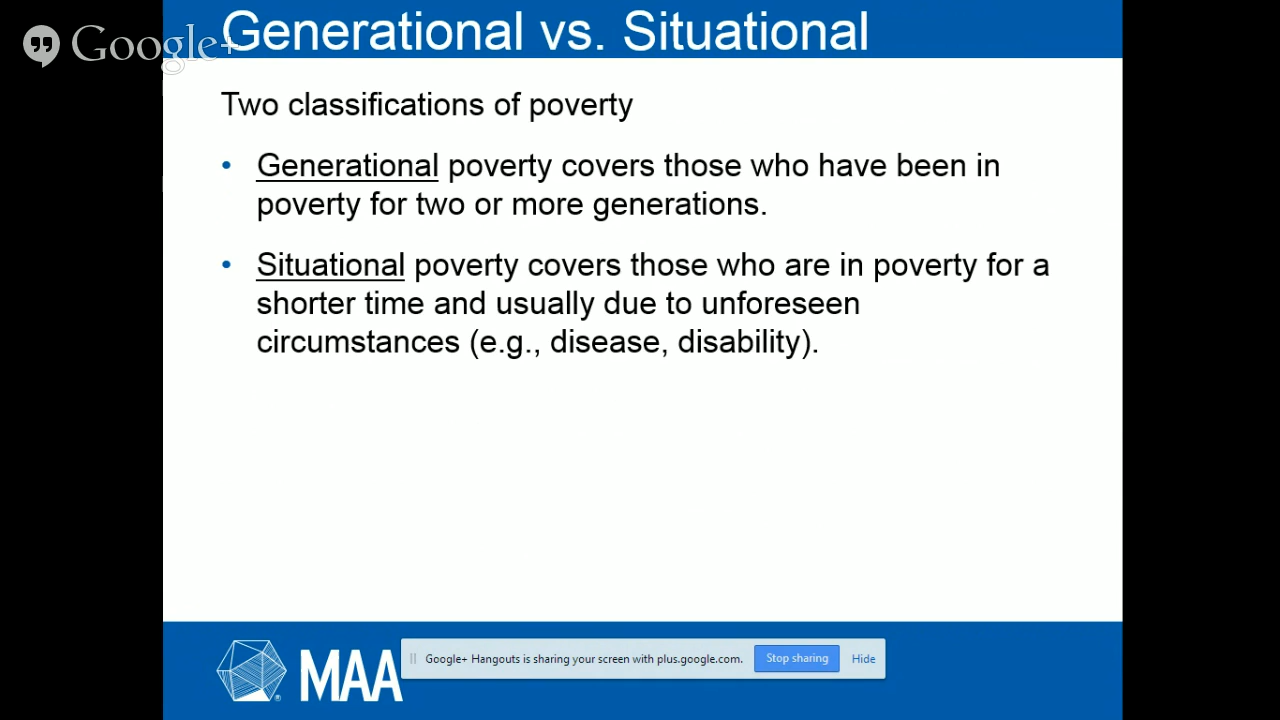 Google+
Generational vs. Situational
Two classifications of poverty
• Generational poverty covers those who have been in
poverty for two or more generations.
• Situational poverty covers those who are in poverty for a
shorter time and usually due to unforeseen
circumstances (e.g., disease, disability).
MAA
Google+ Hangouts is sharing your screen with plus.google.com.
Stop sharing
Hide